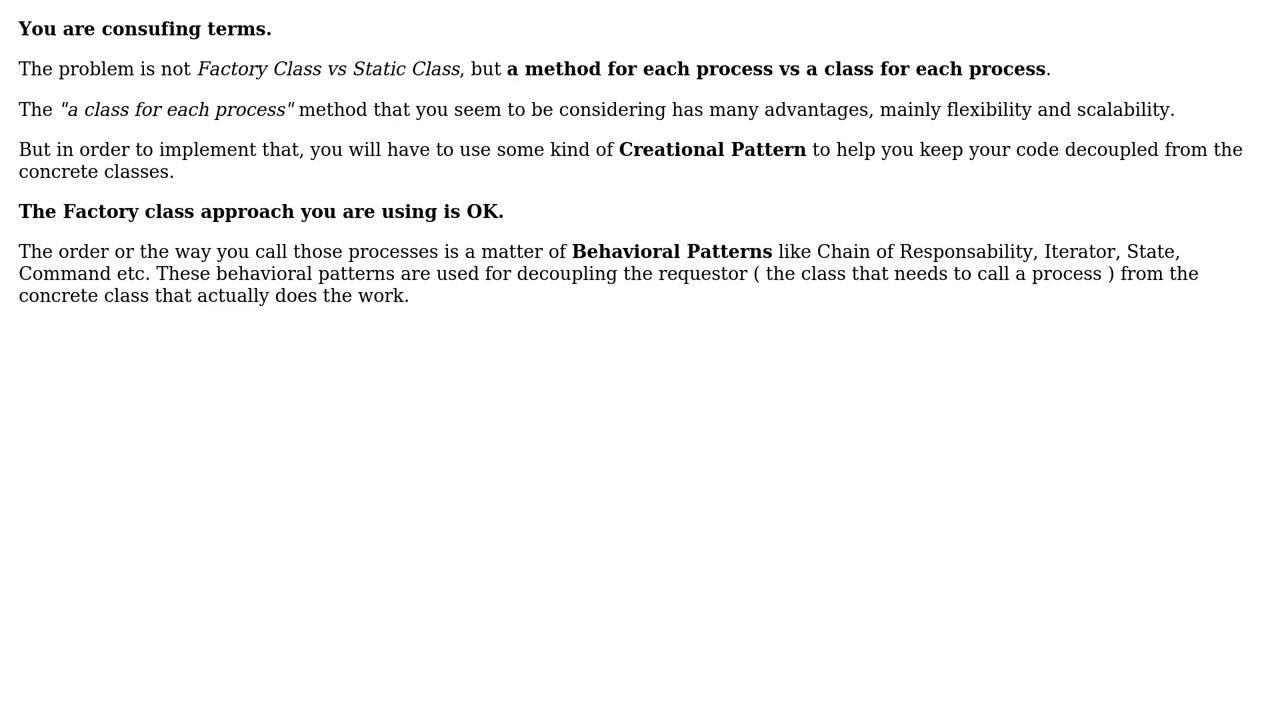 You are consufing terms.
The problem is not Factory Class vs Static Class, but a method for each process vs a class for each process.
The "a class for each process" method that you seem to be considering has many advantages, mainly flexibility and scalability.
But in order to implement that, you will have to use some kind of Creational Pattern to help you keep your code decoupled from the
concrete classes.
The Factory class approach you are using is OK.
The order or the way you call those processes is a matter of Behavioral Patterns like Chain of Responsability, Iterator, State,
Command etc. These behavioral patterns are used for decoupling the requestor ( the class that needs to call a process ) from the
concrete class that actually does the work.